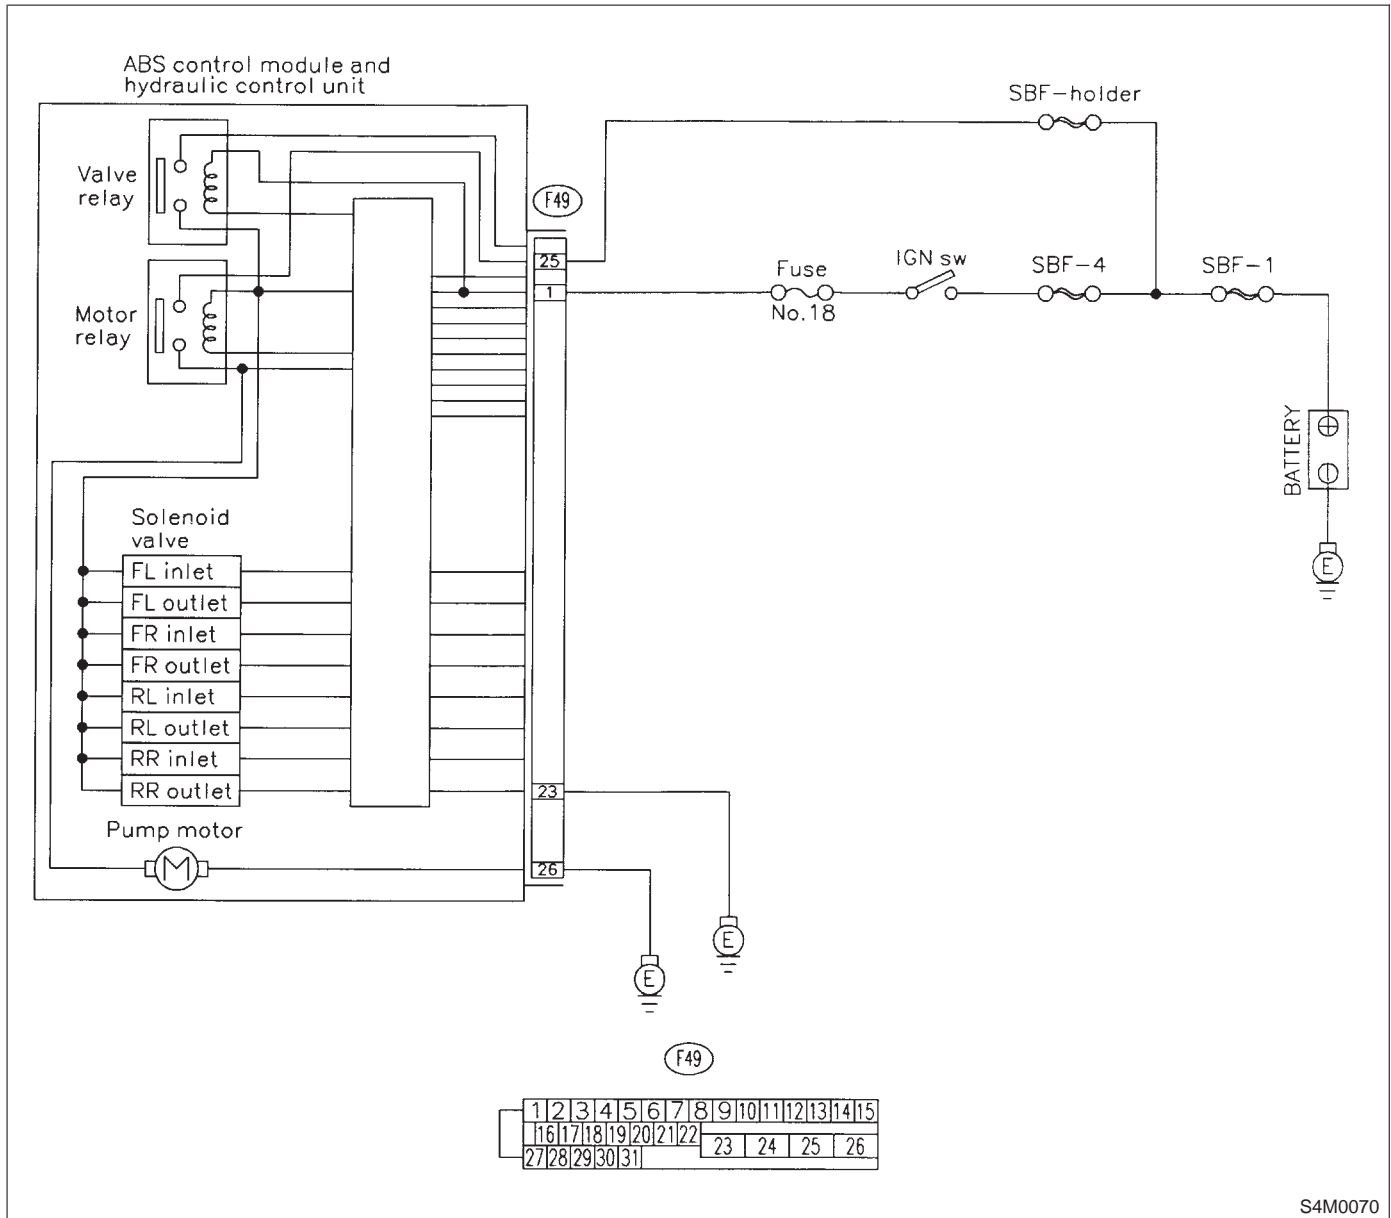 ABS control module and
hydraulic control unit
SBF-holder
Valve
relay
F49
25
1
Fuse
No.18
IGN sw
SBF-4
SBF-1
Motor
relay
BATTERY
E
Solenoid
valve
FL inlet
FL outlet
FR inlet
FR outlet
RL inlet
RL outlet
RR inlet
RR outlet
23
Pump motor
M
26
E
E
F49
1 2 3 4 5 6 7 8 9 10 11 12 13 14 15
16 17 18 19 20 21 22
23 24 25 26
27 28 29 30 31
S4M0070